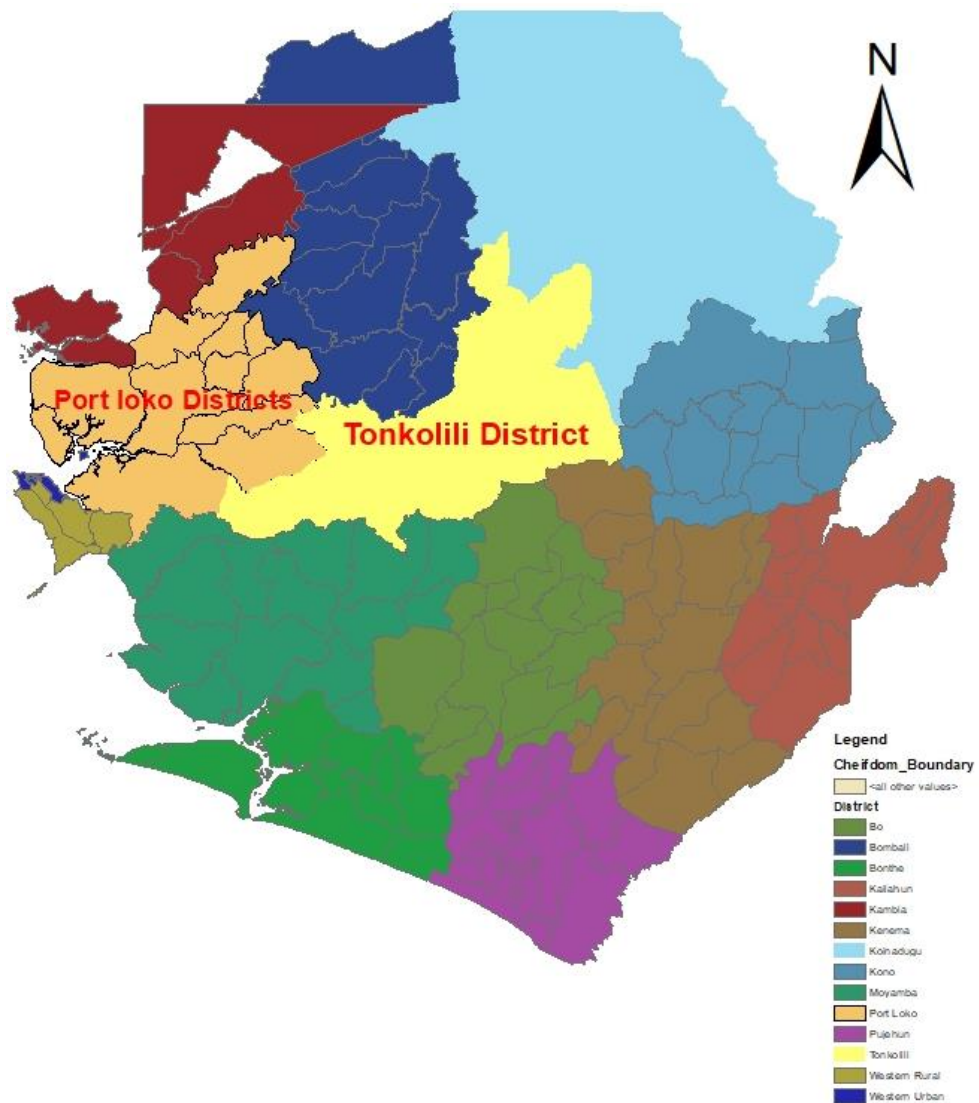 N
Port loko Districts
Tonkolili District
Legend
Cheifdom_Boundary
<all other values>
District
Bo
Bombali
Bonthe
Kailahun
Kambia
Kenema
Koinadugu
Kono
Moyamba
Port Loko
Pujehun
Tonkolili
Western Rural
Western Urban